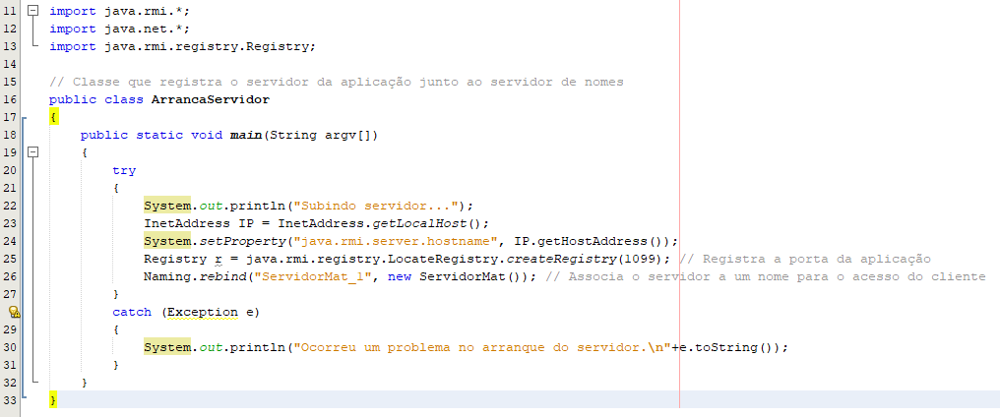 11 import java.rmi.*;
12 import java.net.*;
13 import java.rmi.registry.Registry;
14
15 // Classe que registra o servidor da aplicação junto ao servidor de nomes
16 public class ArrancaServidor
17 {
18 public static void main(String argv[])
19 {
20 try
21 {
22 System.out.println("Subindo servidor...");
23 InetAddress IP = InetAddress.getLocalHost();
24 System.setProperty("java.rmi.server.hostname", IP.getHostAddress());
25 Registry r = java.rmi.registry.LocateRegistry.createRegistry(1099); // Registra a porta da aplicação
26 Naming.rebind("ServidorMat_1", new ServidorMat()); // Associa o servidor a um nome para o acesso do cliente
27 }
catch (Exception e)
29 {
30 System.out.println("Ocorreu um problema no arranque do servidor.\n"+e.toString());
31 }
32 }
33 }